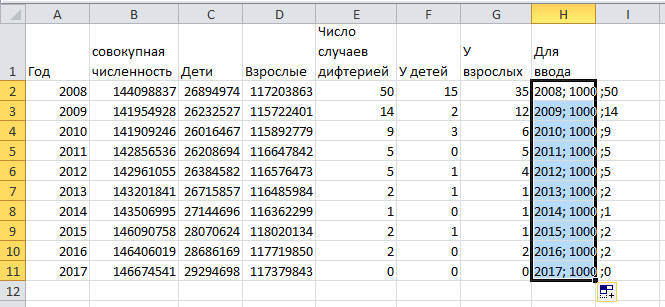 A B C D E F G H I
Число
совокупная случаев У Для
1 Год численность Дети Взрослые дифтерией У детей взрослых ввода
2 2008 144098837 26894974 117203863 50 15 35 2008; 1000 ;50
3 2009 141954928 26232527 115722401 14 2 12 2009; 1000 ;14
4 2010 141909246 26016467 115892779 9 3 6 2010; 1000 ;9
5 2011 142856536 26208694 116647842 5 0 5 2011; 1000 ;5
6 2012 142961055 26384582 116576473 5 1 4 2012; 1000 ;5
7 2013 143201841 26715857 116485984 2 1 1 2013; 1000 ;2
8 2014 143506995 27144696 116362299 1 0 1 2014; 1000 ;1
9 2015 146090758 28070624 118020134 2 1 1 2015; 1000 ;2
10 2016 146406019 28686169 117719850 2 0 2 2016; 1000 ;2
11 2017 146674541 29294698 117379843 0 0 0 2017; 1000 ;0
12